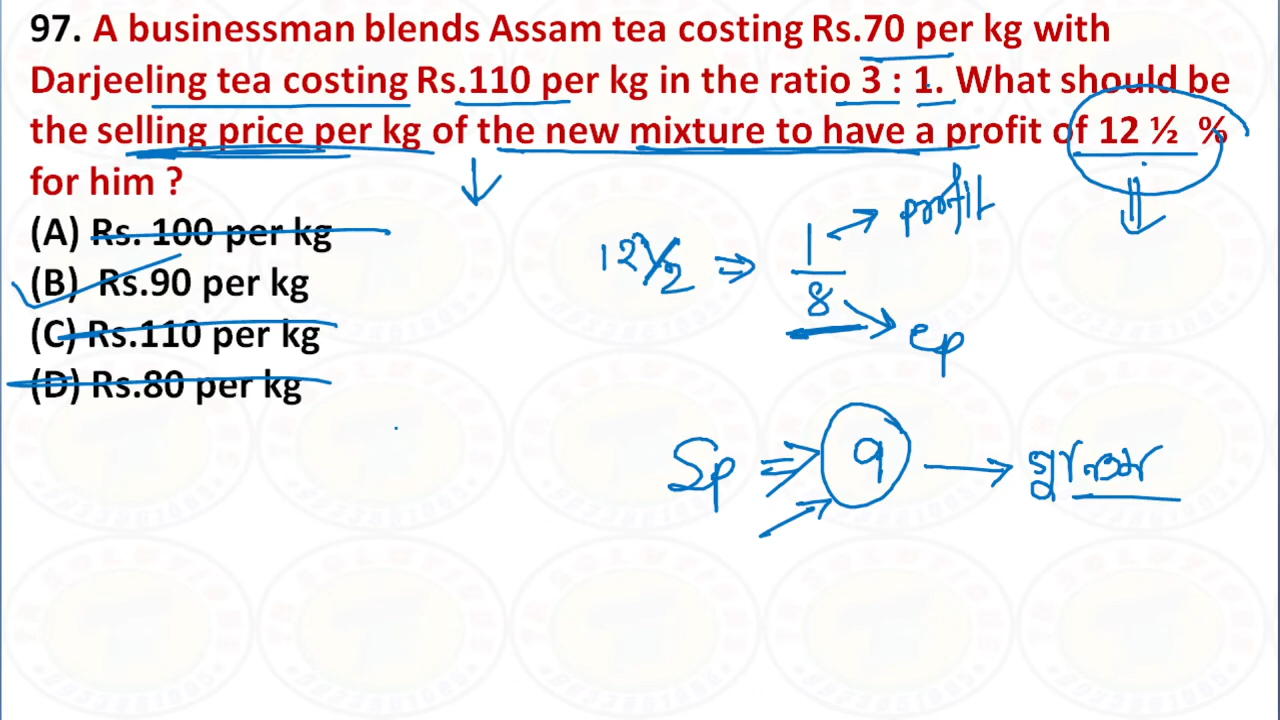 97. A businessman blends Assam tea costing Rs.70 per kg with
Darjeeling tea costing Rs.110 per kg in the ratio 3 : 1. What should be
the selling price per kg of the new mixture to have a profit of 12 ½ %
for him ?
(A) Rs. 100 per kg
(B) Rs.90 per kg
(C) Rs.110 per kg
(D) Rs.80 per kg
12 1/2 ⇒ 1/8 → profit
→ cp
Sp ⇒ 9 →